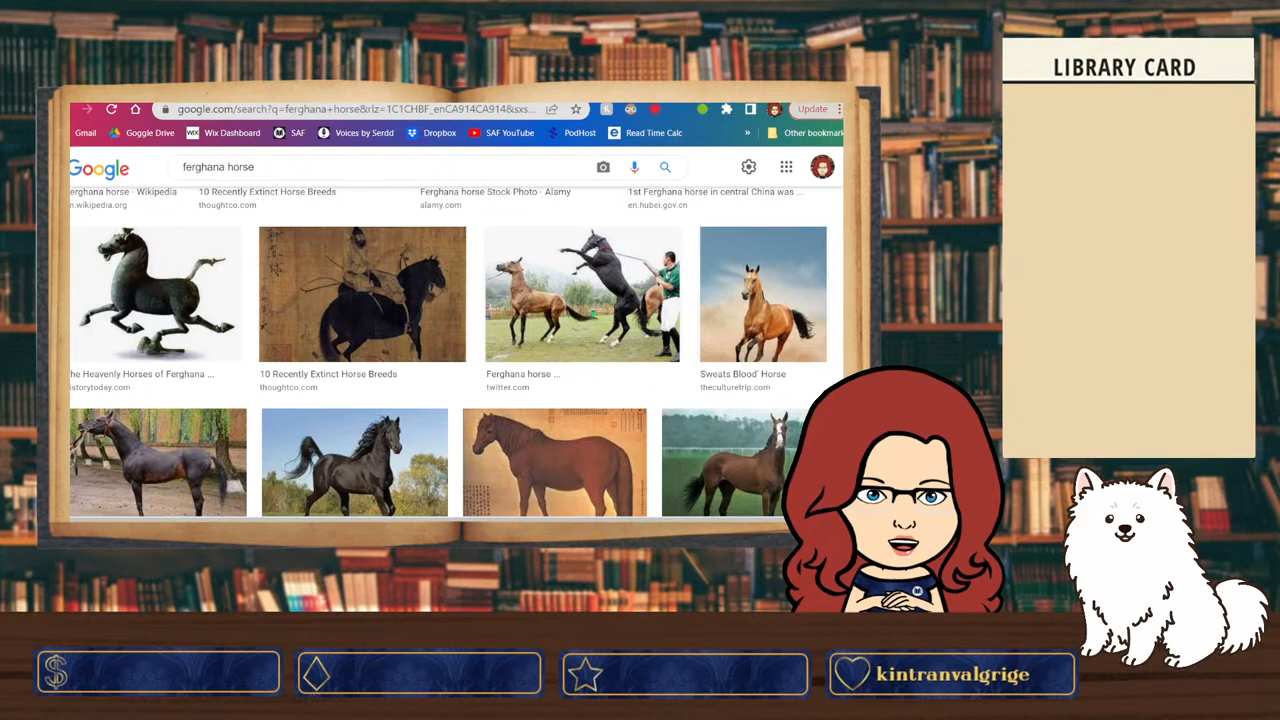 LIBRARY CARD
google.com/search?q=ferghana+horse&rlz=1C1CHBF_enCA914CA914&sxs...
Update
Gmail
Google Drive
WIX
Wix Dashboard
SAF
Voices by Serdd
Dropbox
SAF YouTube
PodHost
Read Time Calc
»
Other bookmar
Google
ferghana horse
erghana horse - Wikipedia
10 Recently Extinct Horse Breeds
Ferghana horse Stock Photo - Alamy
1st Ferghana horse in central China was ...
n.wikipedia.org
thoughtco.com
alamy.com
en.hubei.gov.cn
he Heavenly Horses of Ferghana ...
10 Recently Extinct Horse Breeds
Ferghana horse ...
Sweats Blood' Horse
istorytoday.com
thoughtco.com
twitter.com
theculturetrip.com
$
kintranvalgrige